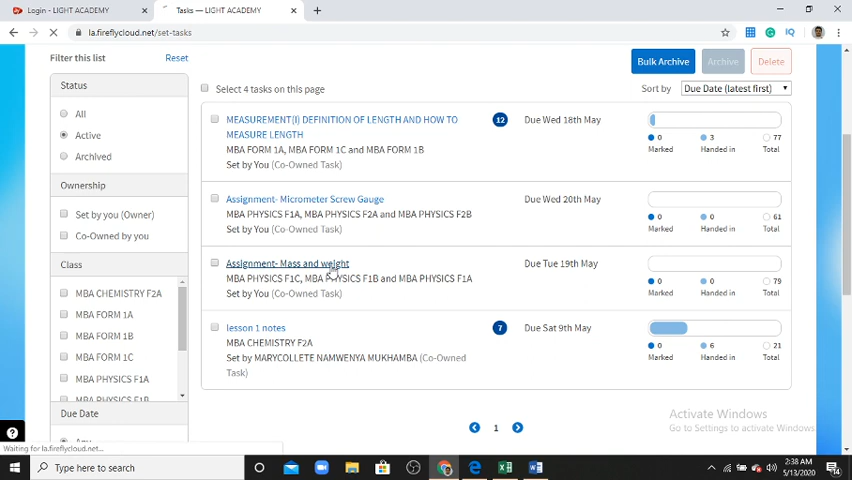 Login - LIGHT ACADEMY
Tasks — LIGHT ACADEMY
la.fireflycloud.net/set-tasks
Filter this list
Reset
Bulk Archive
Archive
Delete
Status
Select 4 tasks on this page
Sort by
Due Date (latest first)
All
Active
Archived
MEASUREMENT(I) DEFINITION OF LENGTH AND HOW TO
MEASURE LENGTH
MBA FORM 1A, MBA FORM 1C and MBA FORM 1B
Set by You (Co-Owned Task)
12
Due Wed 18th May
0
3
77
Marked
Handed in
Total
Ownership
Set by you (Owner)
Co-Owned by you
Assignment- Micrometer Screw Gauge
MBA PHYSICS F1A, MBA PHYSICS F2A and MBA PHYSICS F2B
Set by You (Co-Owned Task)
Due Wed 20th May
0
0
61
Marked
Handed in
Total
Class
MBA CHEMISTRY F2A
MBA FORM 1A
MBA FORM 1B
MBA FORM 1C
MBA PHYSICS F1A
MBA PHYSICS F1B
Assignment- Mass and weight
MBA PHYSICS F1C, MBA PHYSICS F1B and MBA PHYSICS F1A
Set by You (Co-Owned Task)
Due Tue 19th May
0
0
79
Marked
Handed in
Total
lesson 1 notes
MBA CHEMISTRY F2A
Set by MARYCOLLETE NAMWENYA MUKHAMBA (Co-Owned
Task)
7
Due Sat 9th May
0
6
21
Marked
Handed in
Total
Due Date
Any
1
Activate Windows
Go to Settings to activate Windows.
Waiting for la.fireflycloud.net...
Type here to search
2:38 AM
5/13/2020
14